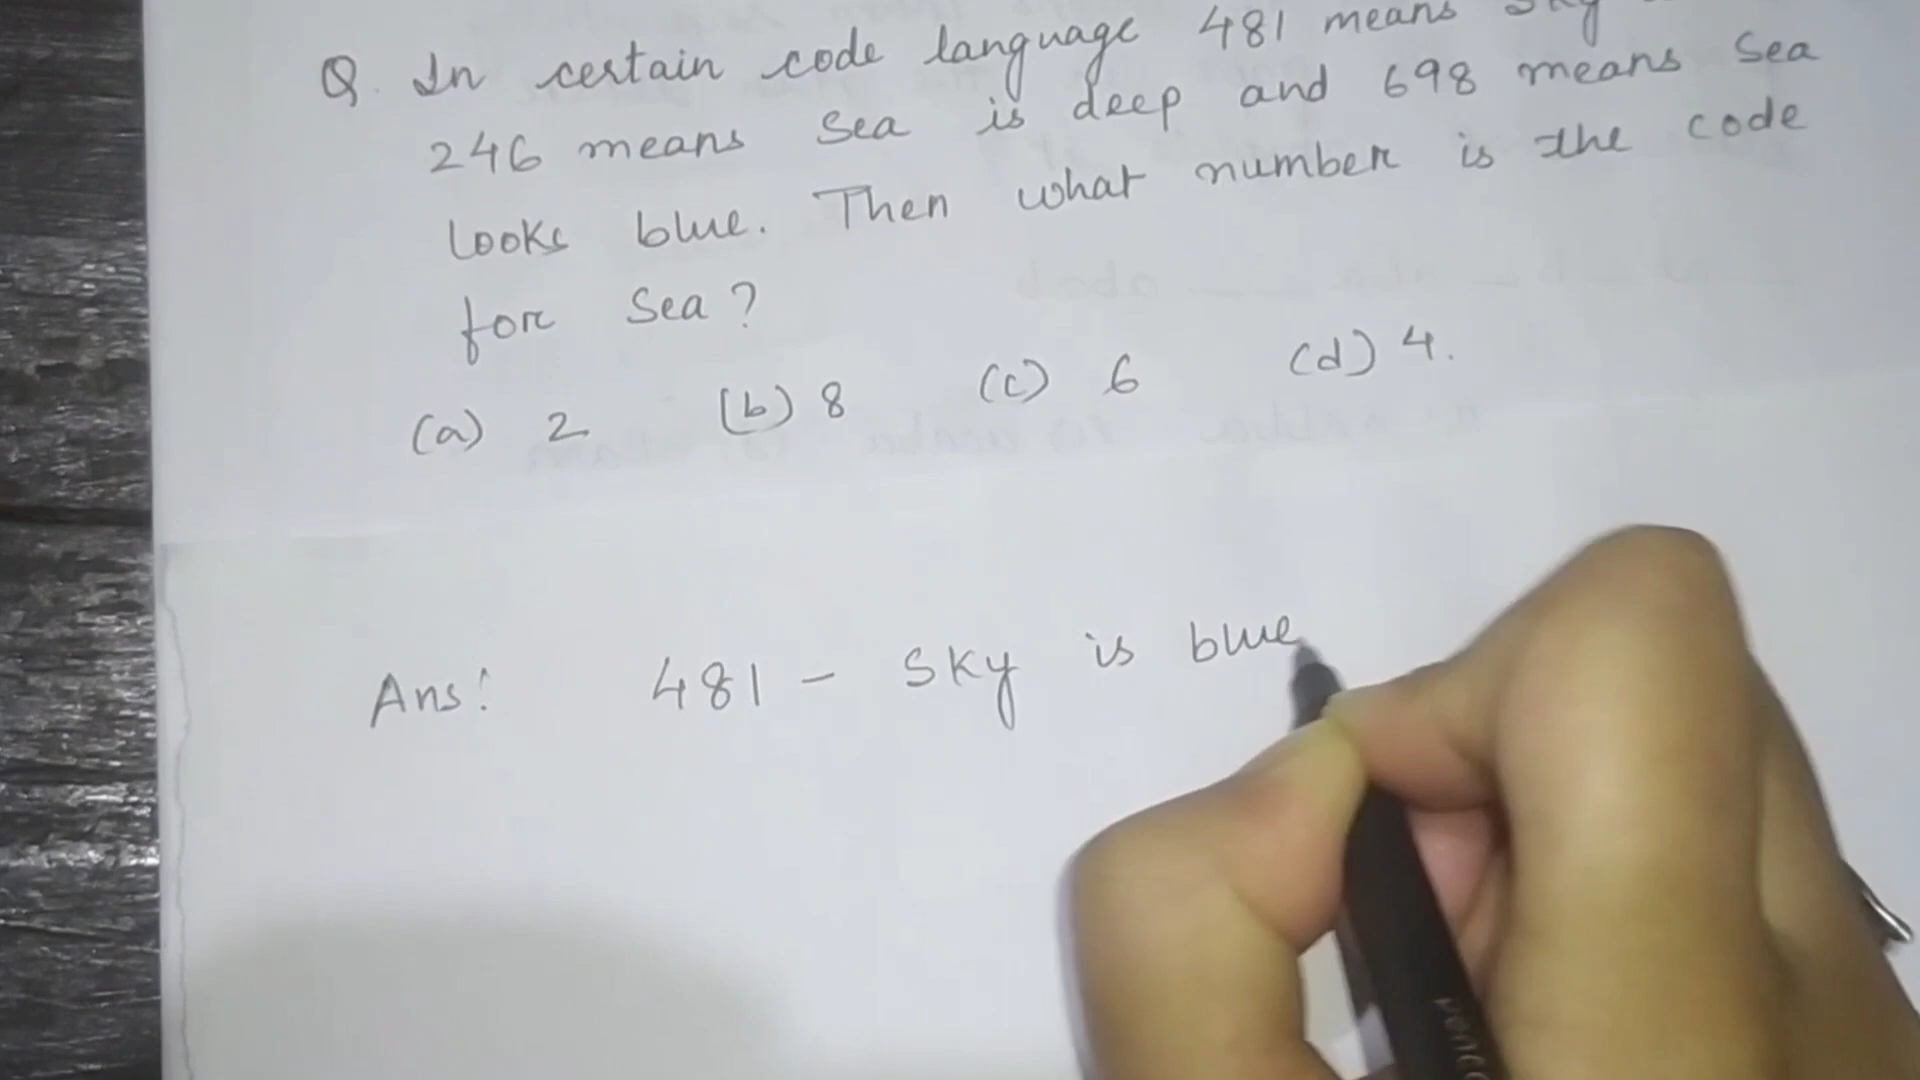 Q. In certain code language 481 means Sky
246 means Sea is deep and 698 means Sea
looks blue. Then what number is the code
for Sea?
(a) 2 (b) 8 (c) 6 (d) 4.
Ans: 481 - Sky is blue